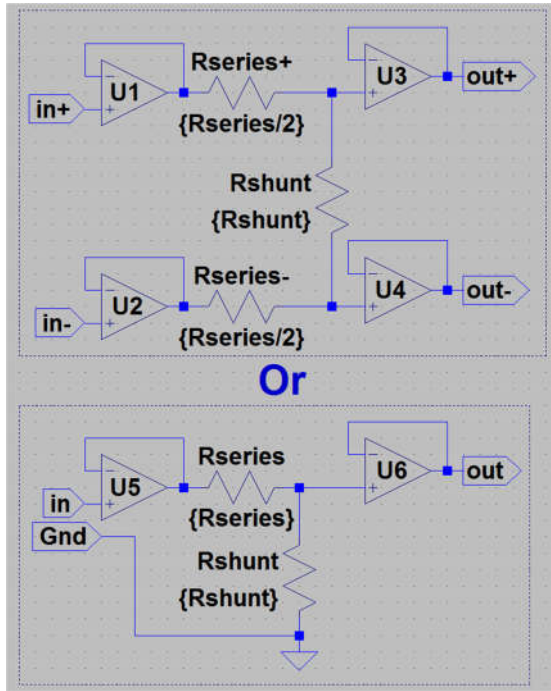 Rseries+
U1
U3
out+
in+
{Rseries/2}
Rshunt
{Rshunt}
Rseries-
U2
U4
out-
in-
{Rseries/2}
Or
Rseries
U5
U6
out
in
{Rseries}
Gnd
Rshunt
{Rshunt}